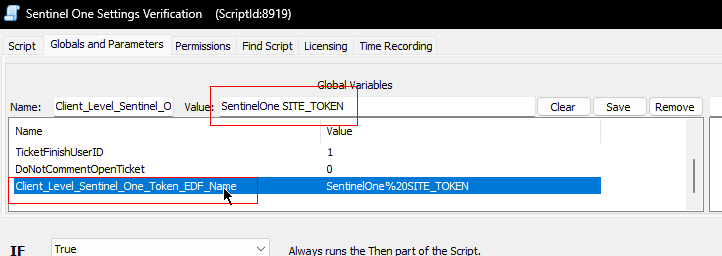 Sentinel One Settings Verification (ScriptId:8919)
Script Globals and Parameters Permissions Find Script Licensing Time Recording
Global Variables
Name: Client_Level_Sentinel_O Value: SentinelOne SITE_TOKEN Clear Save Remove
Name Value
TicketFinishUserID 1
DoNotCommentOpenTicket 0
Client_Level_Sentinel_One_Token_EDF_Name SentinelOne%20SITE_TOKEN
IF True Always runs the Then part of the Script.